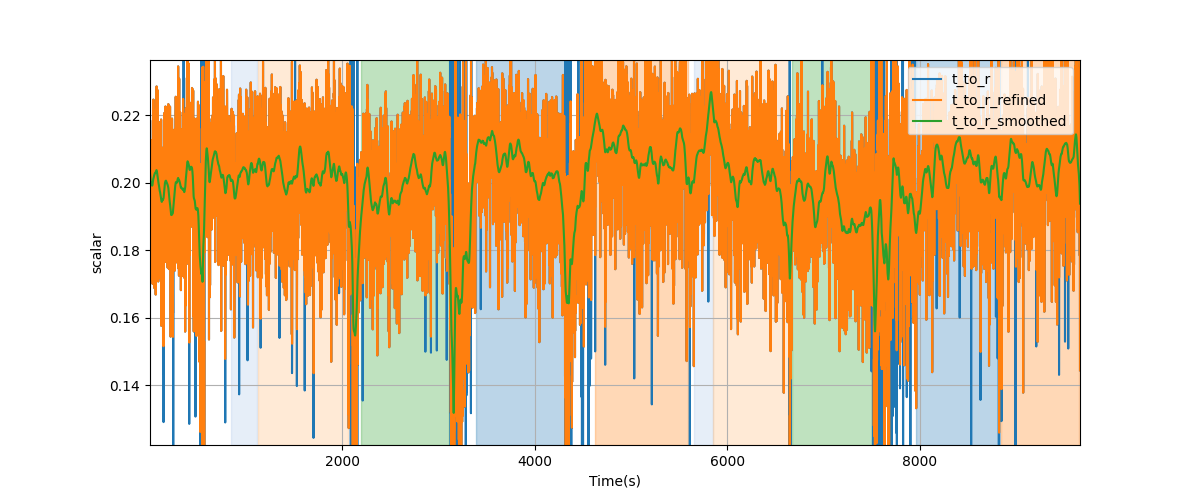 t_to_r
t_to_r_refined
t_to_r_smoothed
0.22
0.20
0.18
0.16
0.14
scalar
2000 4000 6000 8000
Time(s)